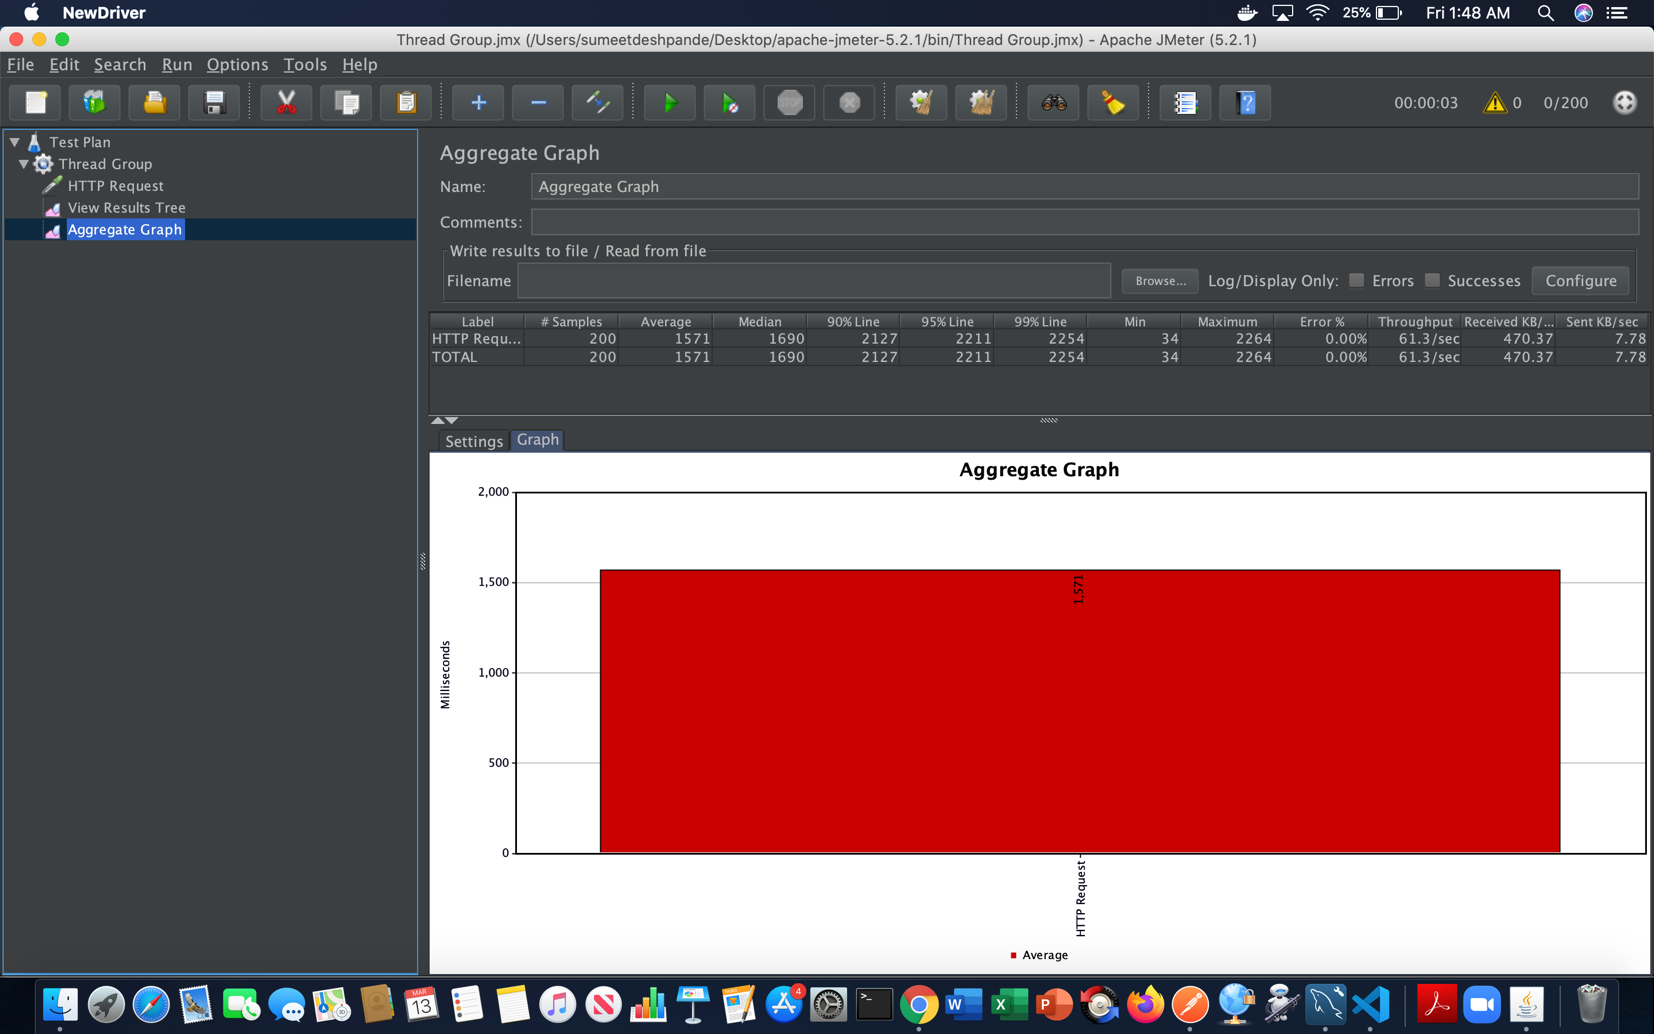 NewDriver 25% Fri 1:48 AM
Thread Group.jmx (/Users/sumeetdeshpande/Desktop/apache-jmeter-5.2.1/bin/Thread Group.jmx) - Apache JMeter (5.2.1)
File Edit Search Run Options Tools Help
STOP 00:00:03 0 0/200
Test Plan
Thread Group
HTTP Request
View Results Tree
Aggregate Graph
Aggregate Graph
Name: Aggregate Graph
Comments:
Write results to file / Read from file
Filename Browse... Log/Display Only: Errors Successes Configure
Label # Samples Average Median 90% Line 95% Line 99% Line Min Maximum Error % Throughput Received KB/... Sent KB/sec
HTTP Requ... 200 1571 1690 2127 2211 2254 34 2264 0.00% 61.3/sec 470.37 7.78
TOTAL 200 1571 1690 2127 2211 2254 34 2264 0.00% 61.3/sec 470.37 7.78
Settings Graph
Aggregate Graph
2,000
1,500
1,000
500
0
Milliseconds
1,571
HTTP Request
Average
MAR
13
4
W X P